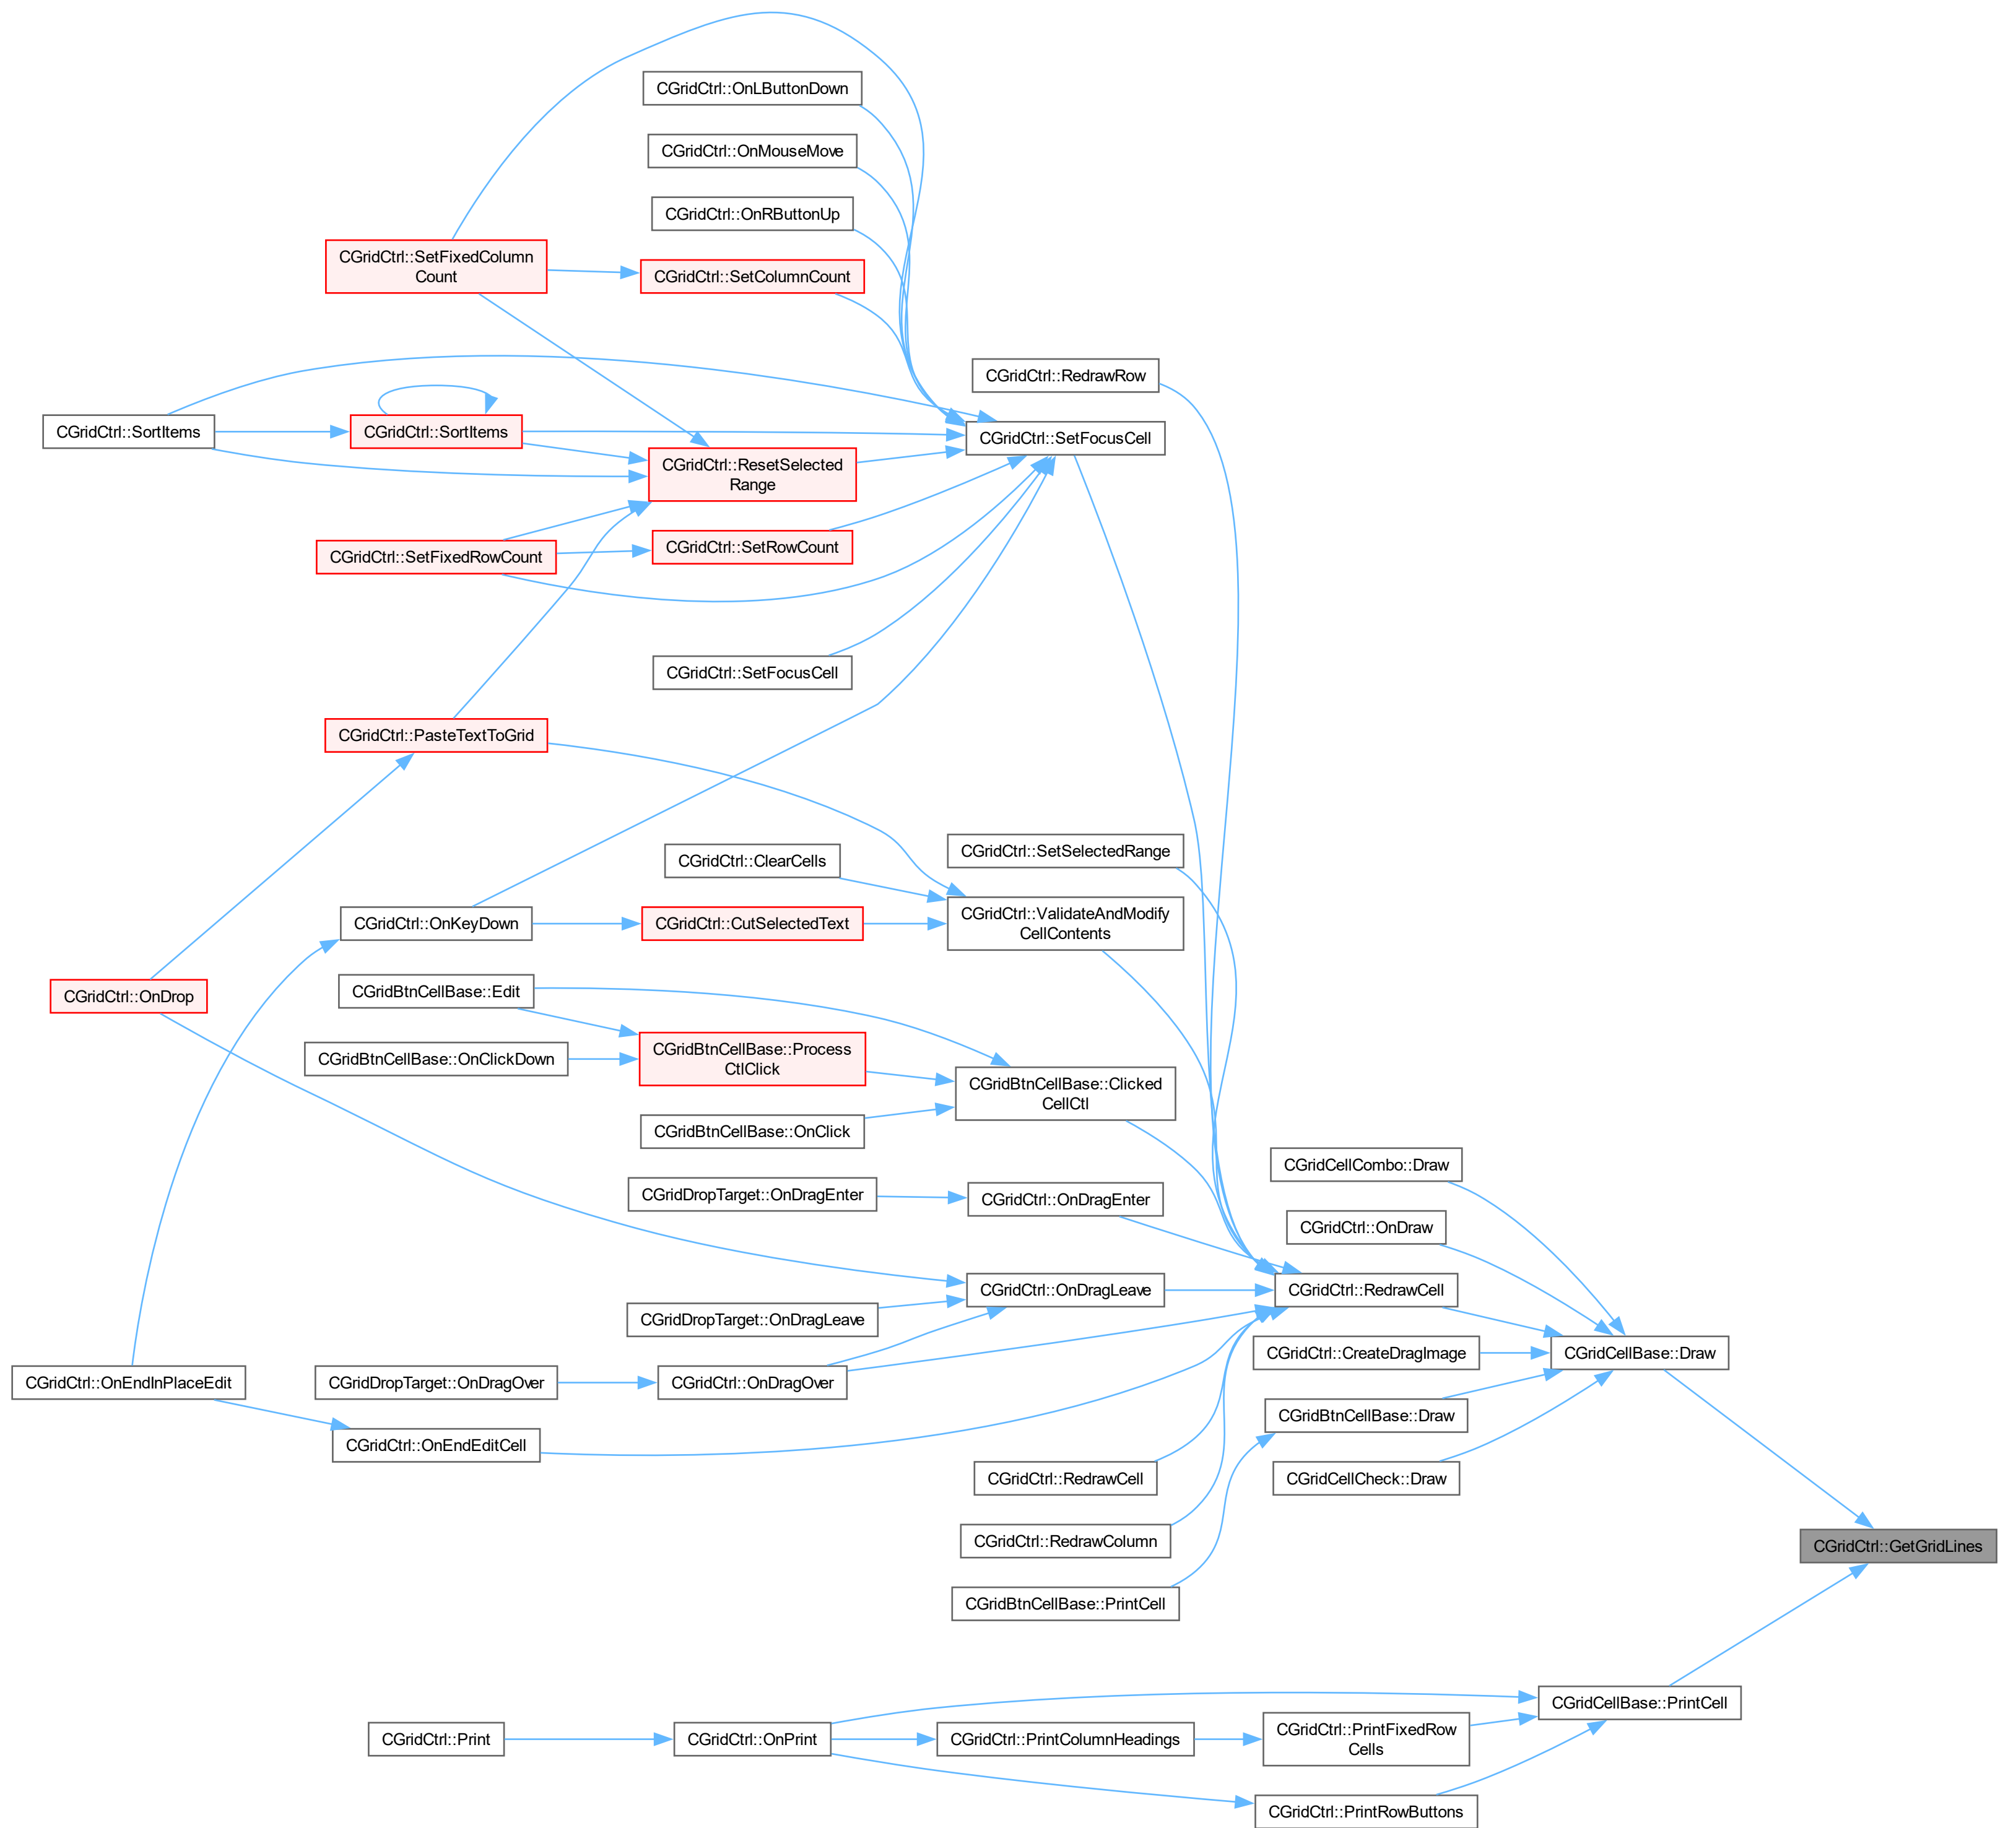 CGridCtrl::OnLButtonDown
CGridCtrl::OnMouseMove
CGridCtrl::OnRButtonUp
CGridCtrl::SetFixedColumn
Count
CGridCtrl::SetColumnCount
CGridCtrl::RedrawRow
CGridCtrl::SortItems
CGridCtrl::SortItems
CGridCtrl::SetFocusCell
CGridCtrl::ResetSelected
Range
CGridCtrl::SetFixedRowCount
CGridCtrl::SetRowCount
CGridCtrl::SetFocusCell
CGridCtrl::PasteTextToGrid
CGridCtrl::SetSelectedRange
CGridCtrl::ClearCells
CGridCtrl::OnKeyDown
CGridCtrl::CutSelectedText
CGridCtrl::ValidateAndModify
CellContents
CGridCtrl::OnDrop
CGridBtnCellBase::Edit
CGridBtnCellBase::OnClickDown
CGridBtnCellBase::Process
CtlClick
CGridBtnCellBase::Clicked
CellCtl
CGridBtnCellBase::OnClick
CGridCellCombo::Draw
CGridDropTarget::OnDragEnter
CGridCtrl::OnDragEnter
CGridCtrl::OnDraw
CGridCtrl::OnDragLeave
CGridCtrl::RedrawCell
CGridDropTarget::OnDragLeave
CGridCtrl::CreateDragImage
CGridCellBase::Draw
CGridCtrl::OnEndInPlaceEdit
CGridDropTarget::OnDragOver
CGridCtrl::OnDragOver
CGridBtnCellBase::Draw
CGridCtrl::OnEndEditCell
CGridCtrl::RedrawCell
CGridCellCheck::Draw
CGridCtrl::RedrawColumn
CGridCtrl::GetGridLines
CGridBtnCellBase::PrintCell
CGridCellBase::PrintCell
CGridCtrl::Print
CGridCtrl::OnPrint
CGridCtrl::PrintColumnHeadings
CGridCtrl::PrintFixedRow
Cells
CGridCtrl::PrintRowButtons